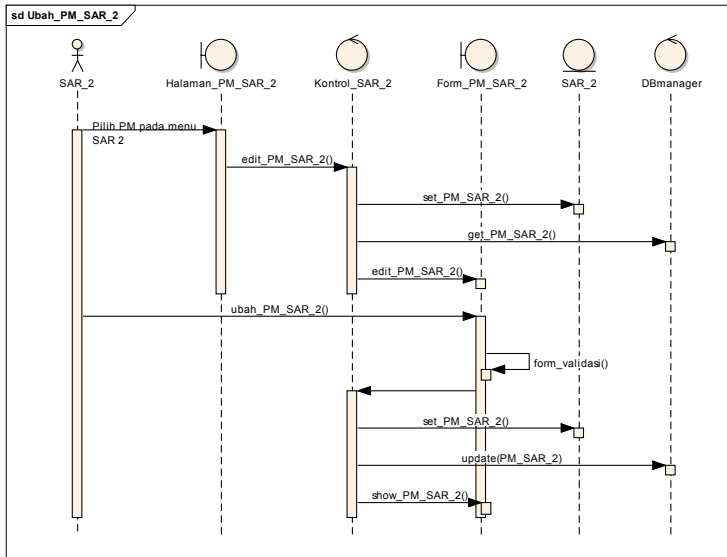 sd Ubah_PM_SAR_2
SAR_2
Halaman_PM_SAR_2
Kontrol_SAR_2
Form_PM_SAR_2
SAR_2
DBmanager
Pilih PM pada menu
SAR 2
edit_PM_SAR_2()
set_PM_SAR_2()
get_PM_SAR_2()
edit_PM_SAR_2()
ubah_PM_SAR_2()
form_validasi()
set_PM_SAR_2()
update(PM_SAR_2)
show_PM_SAR_2()